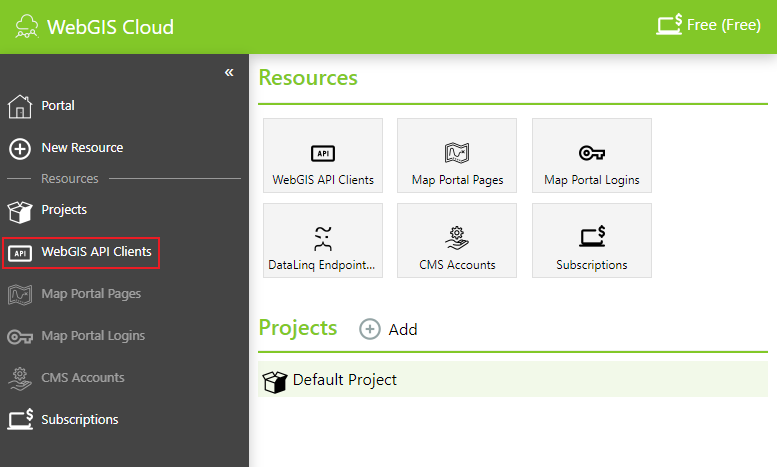 WebGIS Cloud
Free (Free)
«
Portal
New Resource
Resources
Projects
API
WebGIS API Clients
Map Portal Pages
Map Portal Logins
CMS Accounts
Subscriptions
Resources
API
WebGIS API Clients
Map Portal Pages
Map Portal Logins
DataLinq Endpoint...
CMS Accounts
Subscriptions
Projects
Add
Default Project